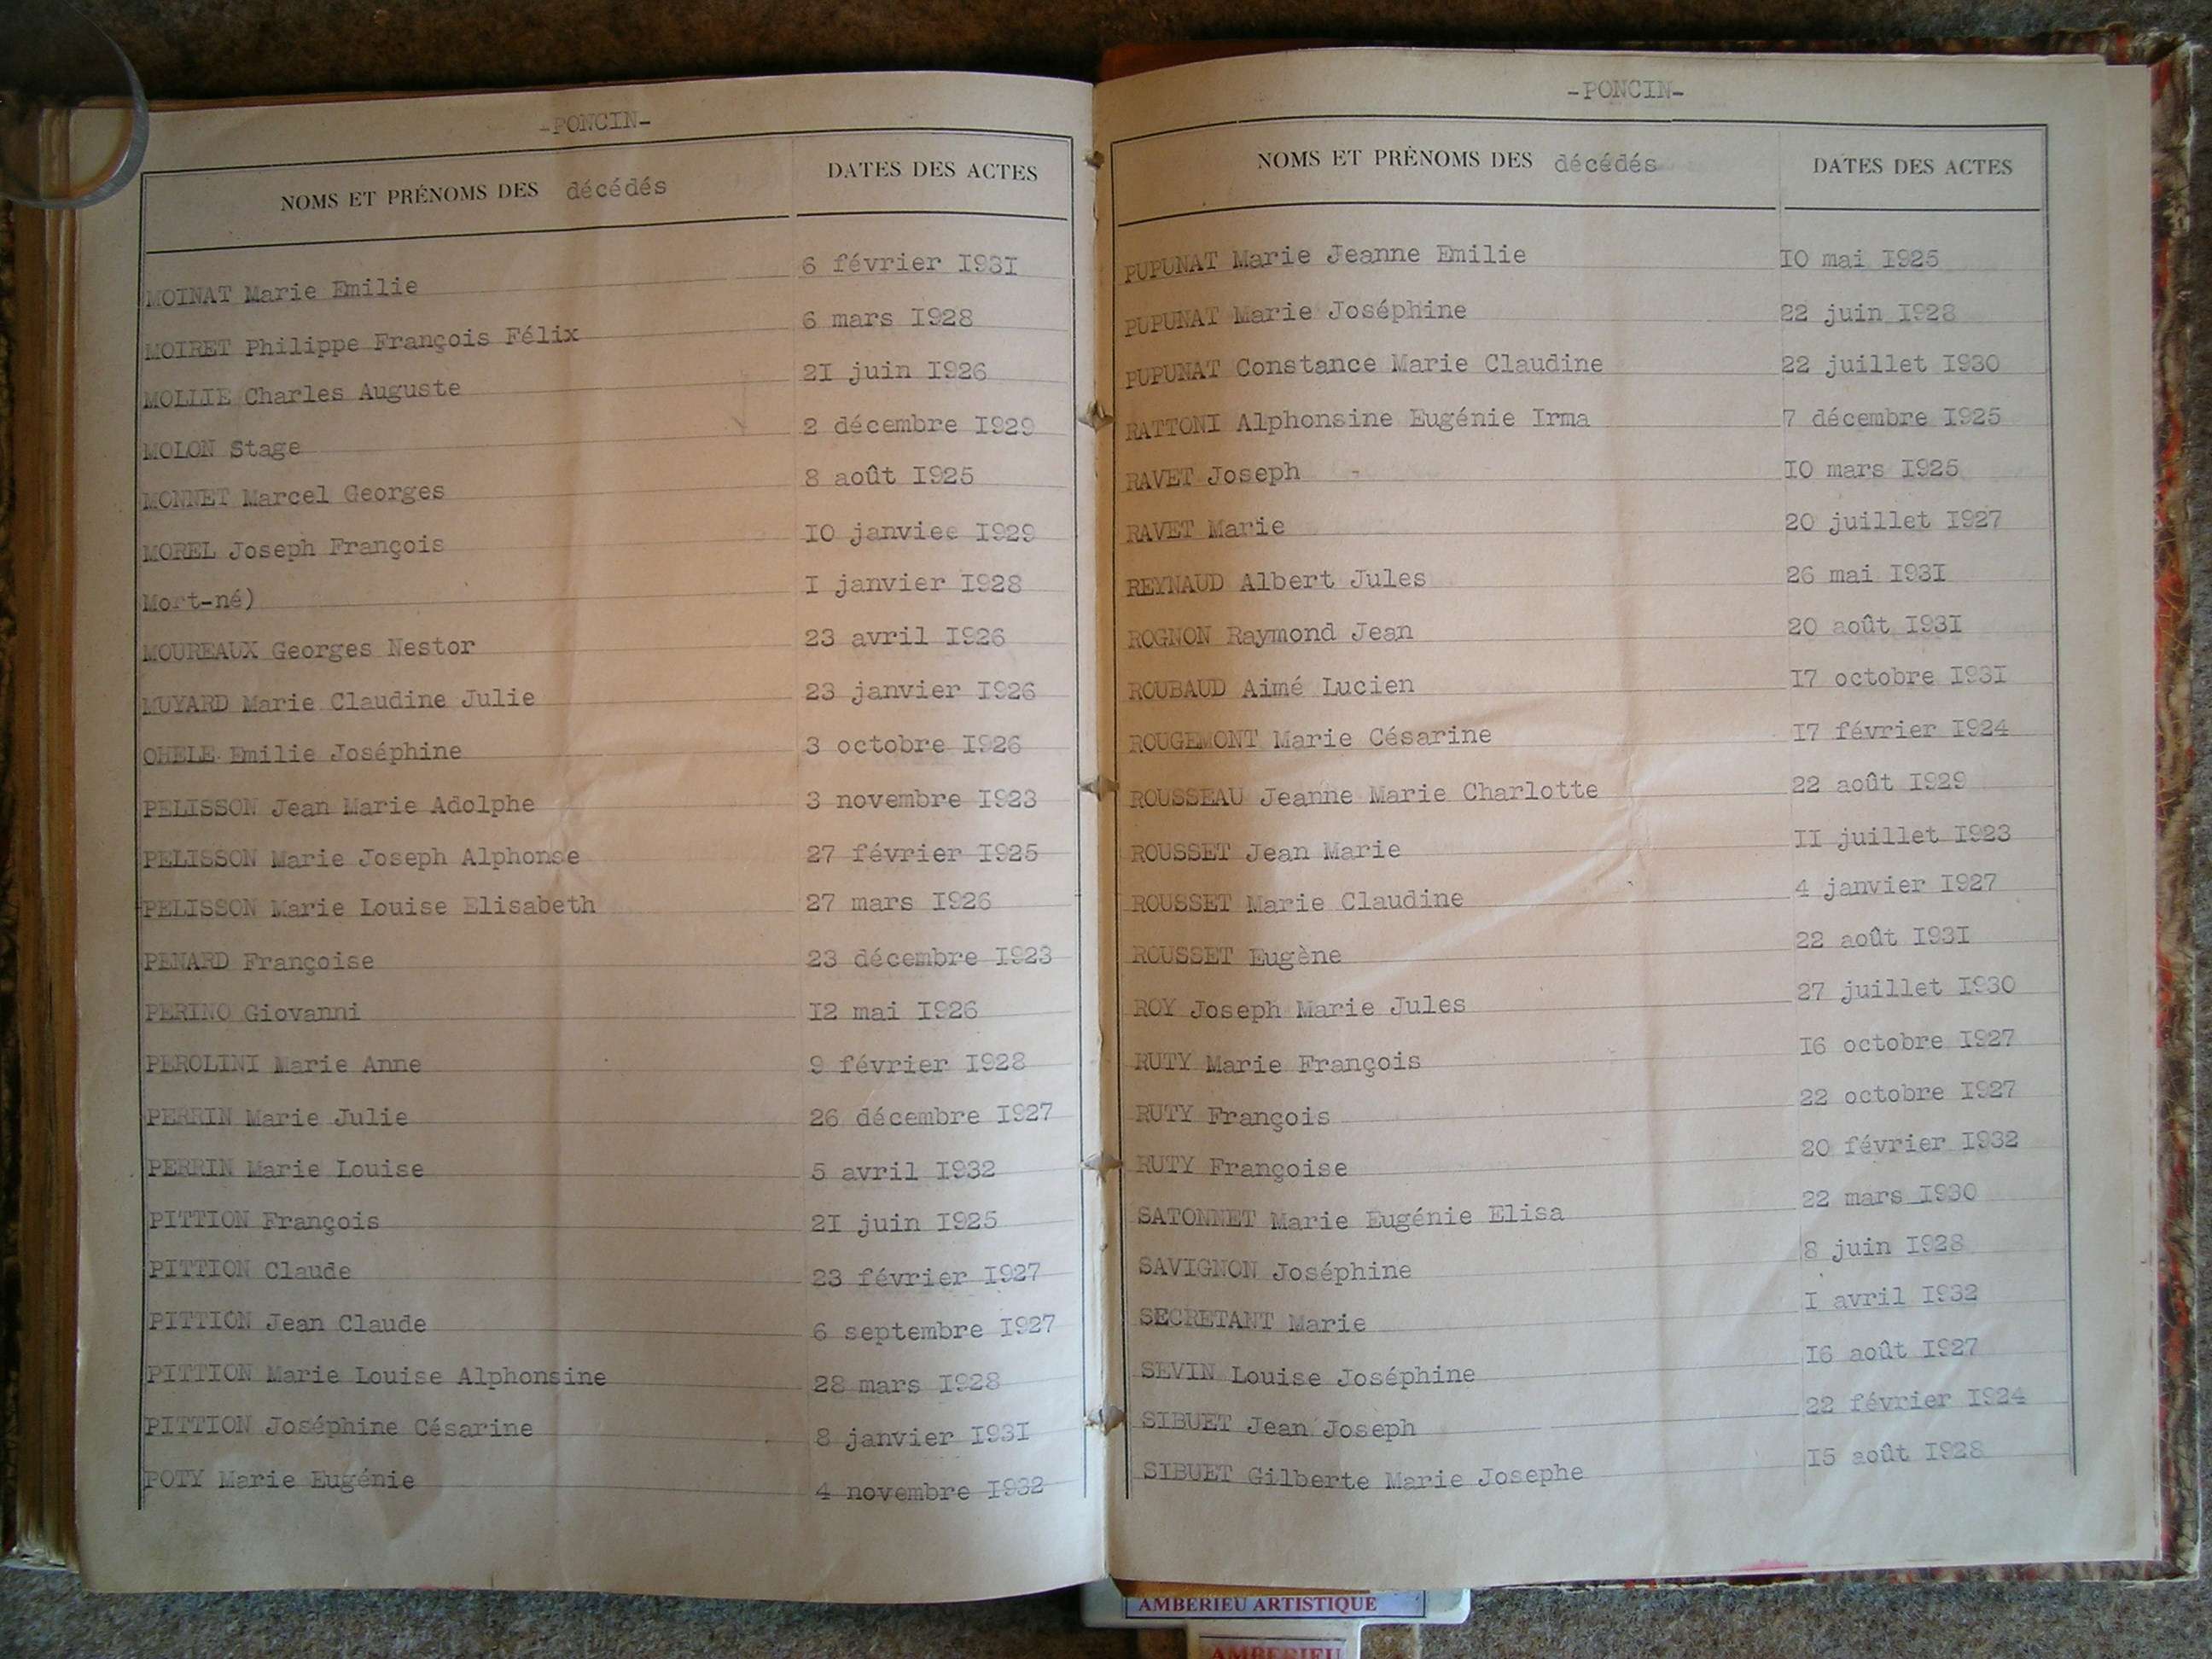 -PONCIN-
NOMS ET PRÉNOMS DES décédés DATES DES ACTES
MOINAT Marie Emilie 6 février I93I
MOIRET Philippe François Félix 6 mars I928
MOLLIE Charles Auguste 2I juin I926
MOLON Stage 2 décembre I929
MONNET Marcel Georges 8 août I925
MOREL Joseph François IO janviee I929
Mort-né) I janvier I928
MOUREAUX Georges Nestor 23 avril I926
MUYARD Marie Claudine Julie 23 janvier I926
OHELE Emilie Joséphine 3 octobre I926
PELISSON Jean Marie Adolphe 3 novembre I923
PELISSON Marie Joseph Alphonse 27 février I925
PELISSON Marie Louise Elisabeth 27 mars I926
PENARD Françoise 23 décembre I923
PERINO Giovanni I2 mai I926
PEROLINI Marie Anne 9 février I928
PERRIN Marie Julie 26 décembre I927
PERRIN Marie Louise 5 avril I932
PITTION François 2I juin I925
PITTION Claude 23 février I927
PITTION Jean Claude 6 septembre I927
PITTION Marie Louise Alphonsine 28 mars I928
PITTION Joséphine Césarine 8 janvier I93I
POTY Marie Eugénie 4 novembre I932
-PONCIN-
NOMS ET PRÉNOMS DES décédés DATES DES ACTES
PUPUNAT Marie Jeanne Emilie IO mai I925
PUPUNAT Marie Joséphine 22 juin I928
PUPUNAT Constance Marie Claudine 22 juillet I930
RATTONI Alphonsine Eugénie Irma 7 décembre I925
RAVET Joseph IO mars I925
RAVET Marie 20 juillet I927
REYNAUD Albert Jules 26 mai I93I
ROGNON Raymond Jean 20 août I93I
ROUBAUD Aimé Lucien I7 octobre I93I
ROUGEMONT Marie Césarine I7 février I924
ROUSSEAU Jeanne Marie Charlotte 22 août I929
ROUSSET Jean Marie II juillet I923
ROUSSET Marie Claudine 4 janvier I927
ROUSSET Eugène 22 août I93I
ROY Joseph Marie Jules 27 juillet I930
RUTY Marie François I6 octobre I927
RUTY François 22 octobre I927
RUTY Françoise 20 février I932
SATONNET Marie Eugénie Elisa 22 mars I930
SAVIGNON Joséphine 8 juin I928
SECRETANT Marie I avril I932
SEVIN Louise Joséphine I6 août I927
SIBUET Jean Joseph 22 février I924
SIBUET Gilberte Marie Josephe I5 août I928
AMBERIEU ARTISTIQUE
AMBERIEU